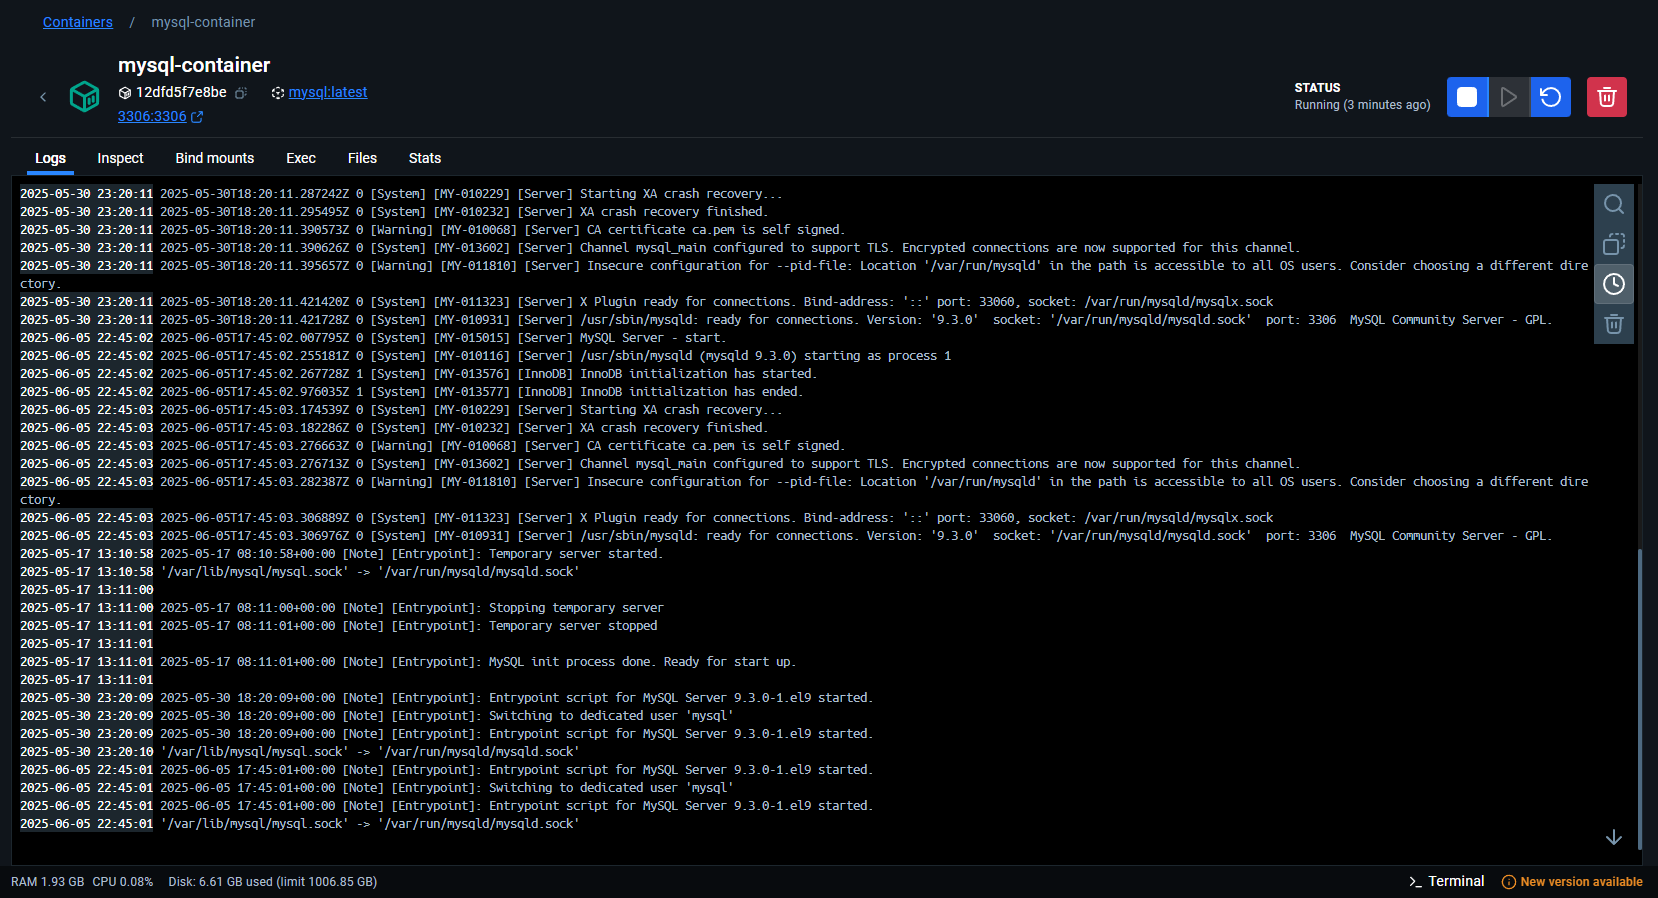 Containers / mysql-container
mysql-container
12dfd5f7e8be mysql:latest
3306:3306
STATUS
Running (3 minutes ago)
Logs Inspect Bind mounts Exec Files Stats
2025-05-30 23:20:11 2025-05-30T18:20:11.287242Z 0 [System] [MY-010229] [Server] Starting XA crash recovery...
2025-05-30 23:20:11 2025-05-30T18:20:11.295495Z 0 [System] [MY-010232] [Server] XA crash recovery finished.
2025-05-30 23:20:11 2025-05-30T18:20:11.390573Z 0 [Warning] [MY-010068] [Server] CA certificate ca.pem is self signed.
2025-05-30 23:20:11 2025-05-30T18:20:11.390626Z 0 [System] [MY-013602] [Server] Channel mysql_main configured to support TLS. Encrypted connections are now supported for this channel.
2025-05-30 23:20:11 2025-05-30T18:20:11.395657Z 0 [Warning] [MY-011810] [Server] Insecure configuration for --pid-file: Location '/var/run/mysqld' in the path is accessible to all OS users. Consider choosing a different dire
ctory.
2025-05-30 23:20:11 2025-05-30T18:20:11.421420Z 0 [System] [MY-011323] [Server] X Plugin ready for connections. Bind-address: '::' port: 33060, socket: /var/run/mysqld/mysqlx.sock
2025-05-30 23:20:11 2025-05-30T18:20:11.421728Z 0 [System] [MY-010931] [Server] /usr/sbin/mysqld: ready for connections. Version: '9.3.0'  socket: '/var/run/mysqld/mysqld.sock'  port: 3306  MySQL Community Server - GPL.
2025-06-05 22:45:02 2025-06-05T17:45:02.007795Z 0 [System] [MY-015015] [Server] MySQL Server - start.
2025-06-05 22:45:02 2025-06-05T17:45:02.255181Z 0 [System] [MY-010116] [Server] /usr/sbin/mysqld (mysqld 9.3.0) starting as process 1
2025-06-05 22:45:02 2025-06-05T17:45:02.267728Z 1 [System] [MY-013576] [InnoDB] InnoDB initialization has started.
2025-06-05 22:45:02 2025-06-05T17:45:02.976035Z 1 [System] [MY-013577] [InnoDB] InnoDB initialization has ended.
2025-06-05 22:45:03 2025-06-05T17:45:03.174539Z 0 [System] [MY-010229] [Server] Starting XA crash recovery...
2025-06-05 22:45:03 2025-06-05T17:45:03.182286Z 0 [System] [MY-010232] [Server] XA crash recovery finished.
2025-06-05 22:45:03 2025-06-05T17:45:03.276663Z 0 [Warning] [MY-010068] [Server] CA certificate ca.pem is self signed.
2025-06-05 22:45:03 2025-06-05T17:45:03.276713Z 0 [System] [MY-013602] [Server] Channel mysql_main configured to support TLS. Encrypted connections are now supported for this channel.
2025-06-05 22:45:03 2025-06-05T17:45:03.282387Z 0 [Warning] [MY-011810] [Server] Insecure configuration for --pid-file: Location '/var/run/mysqld' in the path is accessible to all OS users. Consider choosing a different dire
ctory.
2025-06-05 22:45:03 2025-06-05T17:45:03.306889Z 0 [System] [MY-011323] [Server] X Plugin ready for connections. Bind-address: '::' port: 33060, socket: /var/run/mysqld/mysqlx.sock
2025-06-05 22:45:03 2025-06-05T17:45:03.306976Z 0 [System] [MY-010931] [Server] /usr/sbin/mysqld: ready for connections. Version: '9.3.0'  socket: '/var/run/mysqld/mysqld.sock'  port: 3306  MySQL Community Server - GPL.
2025-05-17 13:10:58 2025-05-17 08:10:58+00:00 [Note] [Entrypoint]: Temporary server started.
2025-05-17 13:10:58 '/var/lib/mysql/mysql.sock' -> '/var/run/mysqld/mysqld.sock'
2025-05-17 13:11:00
2025-05-17 13:11:00 2025-05-17 08:11:00+00:00 [Note] [Entrypoint]: Stopping temporary server
2025-05-17 13:11:01 2025-05-17 08:11:01+00:00 [Note] [Entrypoint]: Temporary server stopped
2025-05-17 13:11:01
2025-05-17 13:11:01 2025-05-17 08:11:01+00:00 [Note] [Entrypoint]: MySQL init process done. Ready for start up.
2025-05-17 13:11:01
2025-05-30 23:20:09 2025-05-30 18:20:09+00:00 [Note] [Entrypoint]: Entrypoint script for MySQL Server 9.3.0-1.el9 started.
2025-05-30 23:20:09 2025-05-30 18:20:09+00:00 [Note] [Entrypoint]: Switching to dedicated user 'mysql'
2025-05-30 23:20:09 2025-05-30 18:20:09+00:00 [Note] [Entrypoint]: Entrypoint script for MySQL Server 9.3.0-1.el9 started.
2025-05-30 23:20:10 '/var/lib/mysql/mysql.sock' -> '/var/run/mysqld/mysqld.sock'
2025-06-05 22:45:01 2025-06-05 17:45:01+00:00 [Note] [Entrypoint]: Entrypoint script for MySQL Server 9.3.0-1.el9 started.
2025-06-05 22:45:01 2025-06-05 17:45:01+00:00 [Note] [Entrypoint]: Switching to dedicated user 'mysql'
2025-06-05 22:45:01 2025-06-05 17:45:01+00:00 [Note] [Entrypoint]: Entrypoint script for MySQL Server 9.3.0-1.el9 started.
2025-06-05 22:45:01 '/var/lib/mysql/mysql.sock' -> '/var/run/mysqld/mysqld.sock'
RAM 1.93 GB CPU 0.08% Disk: 6.61 GB used (limit 1006.85 GB) Terminal New version available